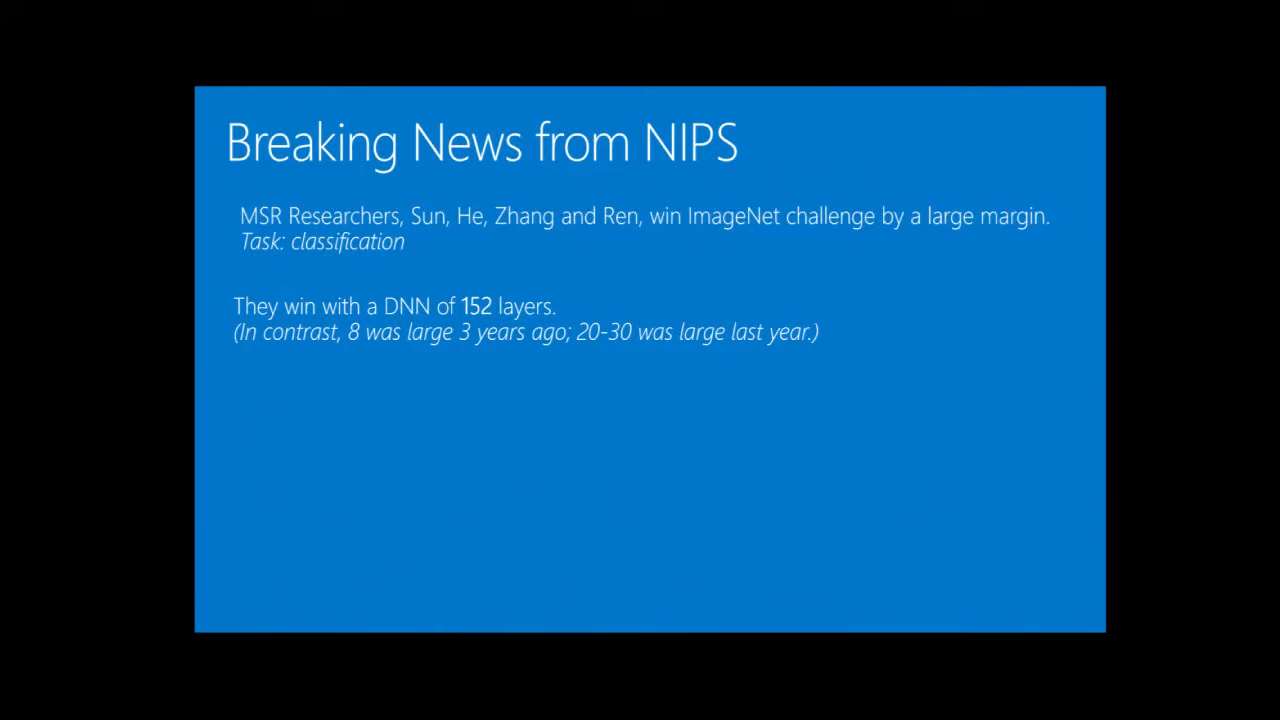 Breaking News from NIPS
MSR Researchers, Sun, He, Zhang and Ren, win ImageNet challenge by a large margin.
Task: classification
They win with a DNN of 152 layers.
(In contrast, 8 was large 3 years ago; 20-30 was large last year.)